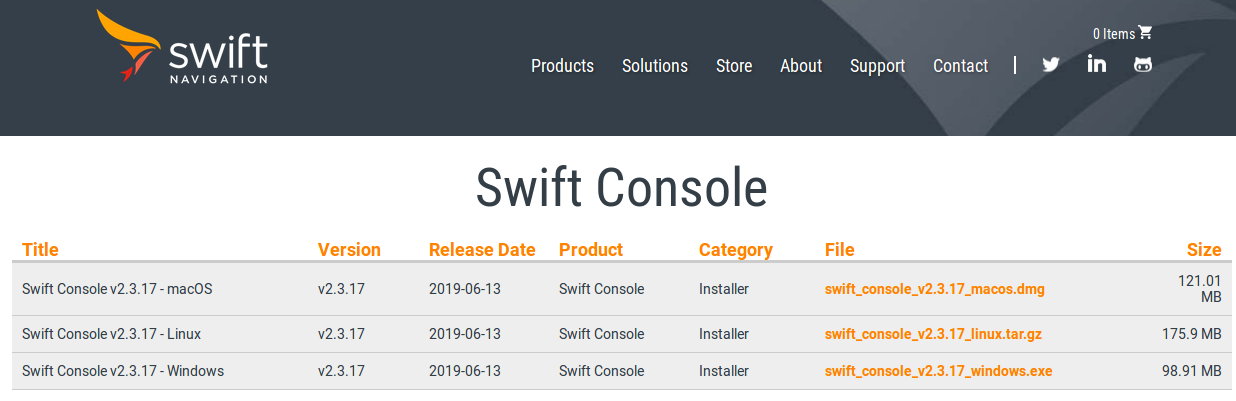 0 Items
swift
NAVIGATION
Products Solutions Store About Support Contact
Swift Console
Title Version Release Date Product Category File Size
Swift Console v2.3.17 - macOS v2.3.17 2019-06-13 Swift Console Installer swift_console_v2.3.17_macos.dmg 121.01
MB
Swift Console v2.3.17 - Linux v2.3.17 2019-06-13 Swift Console Installer swift_console_v2.3.17_linux.tar.gz 175.9 MB
Swift Console v2.3.17 - Windows v2.3.17 2019-06-13 Swift Console Installer swift_console_v2.3.17_windows.exe 98.91 MB